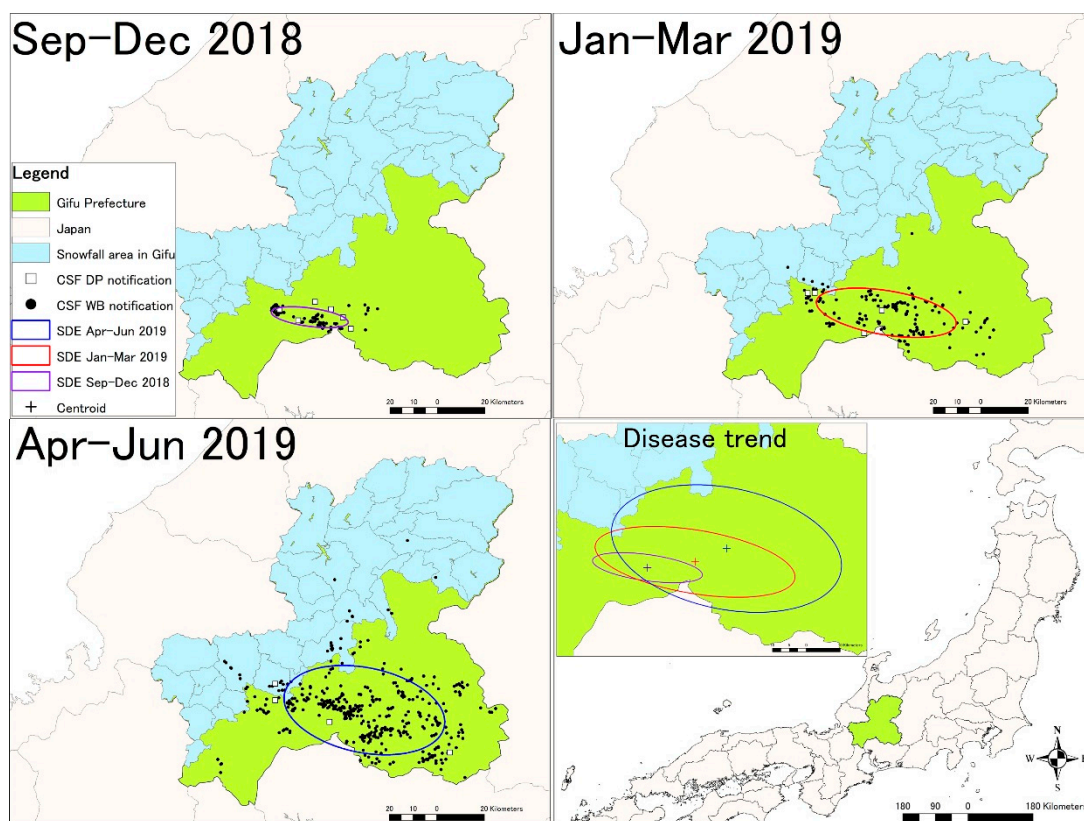 Sep-Dec 2018
Legend
Gifu Prefecture
Japan
Snowfall area in Gifu
CSF DP notification
CSF WB notification
SDE Apr-Jun 2019
SDE Jan-Mar 2019
SDE Sep-Dec 2018
Centroid
20 10 0 20 Kilometers
Jan-Mar 2019
20 10 0 20 Kilometers
Apr-Jun 2019
20 10 0 20 Kilometers
Disease trend
N
W E
S
180 90 0 180 Kilometers